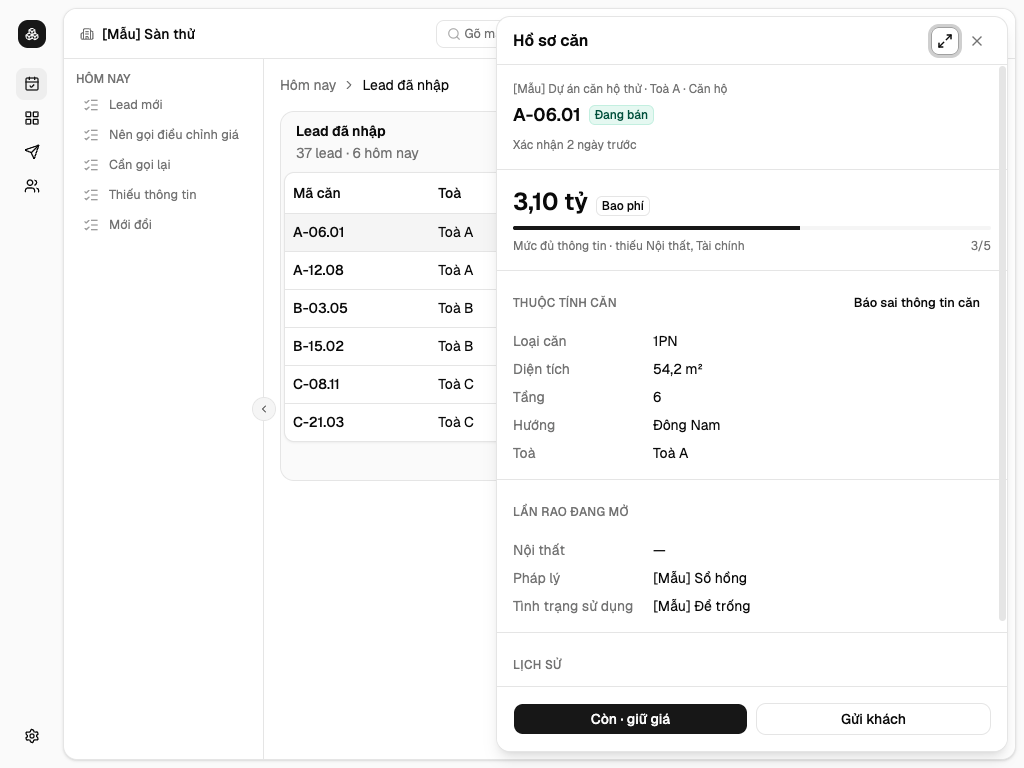 [Mẫu] Sàn thử
Gõ m
HÔM NAY
Lead mới
Nên gọi điều chỉnh giá
Cần gọi lại
Thiếu thông tin
Mới đổi
Hôm nay > Lead đã nhập
Lead đã nhập
37 lead · 6 hôm nay
Mã căn Toà
A-06.01 Toà A
A-12.08 Toà A
B-03.05 Toà B
B-15.02 Toà B
C-08.11 Toà C
C-21.03 Toà C
Hồ sơ căn
[Mẫu] Dự án căn hộ thử · Toà A · Căn hộ
A-06.01 Đang bán
Xác nhận 2 ngày trước
3,10 tỷ Bao phí
Mức đủ thông tin · thiếu Nội thất, Tài chính 3/5
THUỘC TÍNH CĂN Báo sai thông tin căn
Loại căn 1PN
Diện tích 54,2 m²
Tầng 6
Hướng Đông Nam
Toà Toà A
LẦN RAO ĐANG MỞ
Nội thất —
Pháp lý [Mẫu] Sổ hồng
Tình trạng sử dụng [Mẫu] Để trống
LỊCH SỬ
Còn · giữ giá Gửi khách